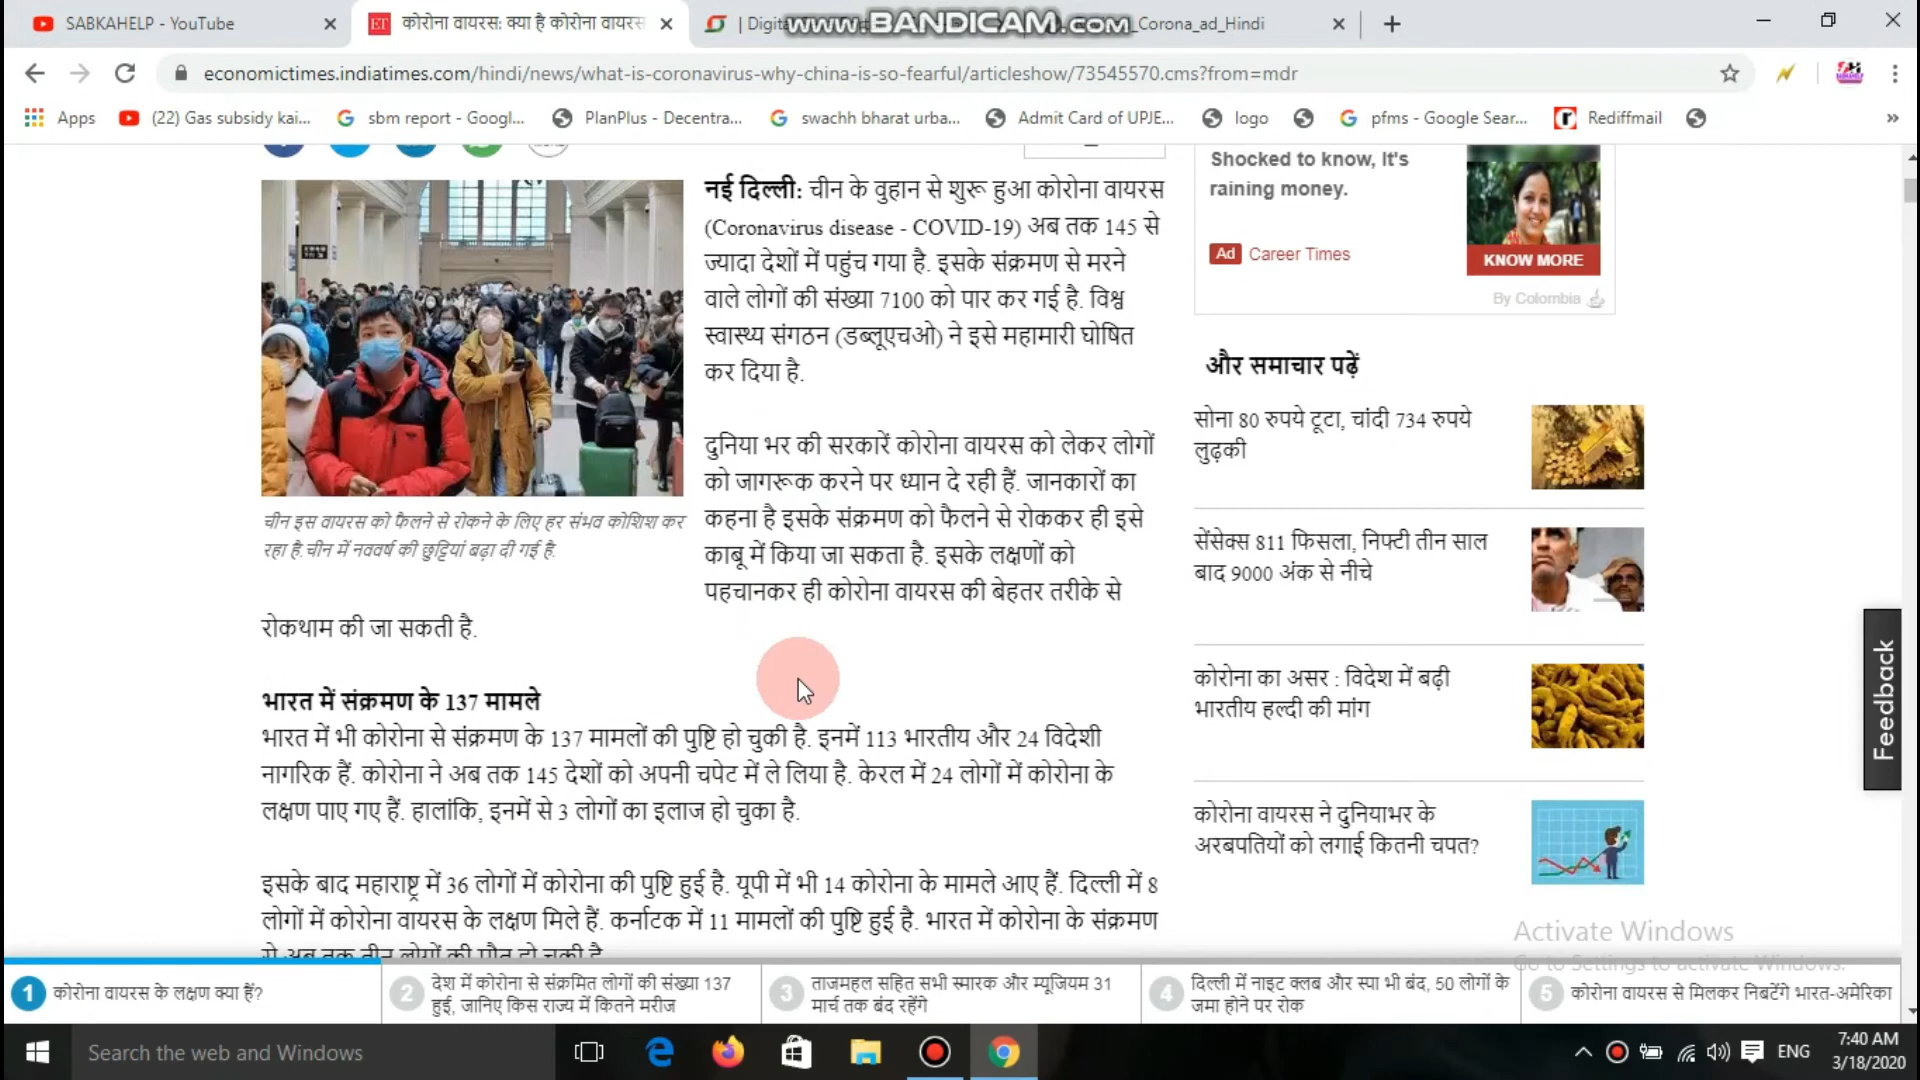 SABKAHELP - YouTube
ET कोरोना वायरस: क्या है कोरोना वायरस
| Digit
www.BANDICAM.com
_Corona_ad_Hindi
economictimes.indiatimes.com/hindi/news/what-is-coronavirus-why-china-is-so-fearful/articleshow/73545570.cms?from=mdr
Apps
(22) Gas subsidy kai...
sbm report - Googl...
PlanPlus - Decentra...
swachh bharat urba...
Admit Card of UPJE...
logo
pfms - Google Sear...
Rediffmail
नई दिल्ली: चीन के वुहान से शुरू हुआ कोरोना वायरस
(Coronavirus disease - COVID-19) अब तक 145 से
ज्यादा देशों में पहुंच गया है. इसके संक्रमण से मरने
वाले लोगों की संख्या 7100 को पार कर गई है. विश्व
स्वास्थ्य संगठन (डब्लूएचओ) ने इसे महामारी घोषित
कर दिया है.
दुनिया भर की सरकारें कोरोना वायरस को लेकर लोगों
को जागरूक करने पर ध्यान दे रही हैं. जानकारों का
कहना है इसके संक्रमण को फैलने से रोककर ही इसे
काबू में किया जा सकता है. इसके लक्षणों को
पहचानकर ही कोरोना वायरस की बेहतर तरीके से
रोकथाम की जा सकती है.
चीन इस वायरस को फैलने से रोकने के लिए हर संभव कोशिश कर
रहा है. चीन में नववर्ष की छुट्टियां बढ़ा दी गई है.
भारत में संक्रमण के 137 मामले
भारत में भी कोरोना से संक्रमण के 137 मामलों की पुष्टि हो चुकी है. इनमें 113 भारतीय और 24 विदेशी
नागरिक हैं. कोरोना ने अब तक 145 देशों को अपनी चपेट में ले लिया है. केरल में 24 लोगों में कोरोना के
लक्षण पाए गए हैं. हालांकि, इनमें से 3 लोगों का इलाज हो चुका है.
इसके बाद महाराष्ट्र में 36 लोगों में कोरोना की पुष्टि हुई है. यूपी में भी 14 कोरोना के मामले आए हैं. दिल्ली में 8
लोगों में कोरोना वायरस के लक्षण मिले हैं. कर्नाटक में 11 मामलों की पुष्टि हुई है. भारत में कोरोना के संक्रमण
से अब तक तीन लोगों की मौत हो चुकी है
Shocked to know, It's
raining money.
Ad Career Times
KNOW MORE
By Colombia
और समाचार पढ़ें
सोना 80 रुपये टूटा, चांदी 734 रुपये
लुढ़की
सेंसेक्स 811 फिसला, निफ्टी तीन साल
बाद 9000 अंक से नीचे
कोरोना का असर : विदेश में बढ़ी
भारतीय हल्दी की मांग
कोरोना वायरस ने दुनियाभर के
अरबपतियों को लगाई कितनी चपत?
Feedback
Activate Windows
Go to Settings to activate Windows.
1 कोरोना वायरस के लक्षण क्या हैं?
2 देश में कोरोना से संक्रमित लोगों की संख्या 137
हुई, जानिए किस राज्य में कितने मरीज
3 ताजमहल सहित सभी स्मारक और म्यूजियम 31
मार्च तक बंद रहेंगे
4 दिल्ली में नाइट क्लब और स्पा भी बंद, 50 लोगों के
जमा होने पर रोक
5 कोरोना वायरस से मिलकर निबटेंगे भारत-अमेरिका
Search the web and Windows
ENG
7:40 AM
3/18/2020